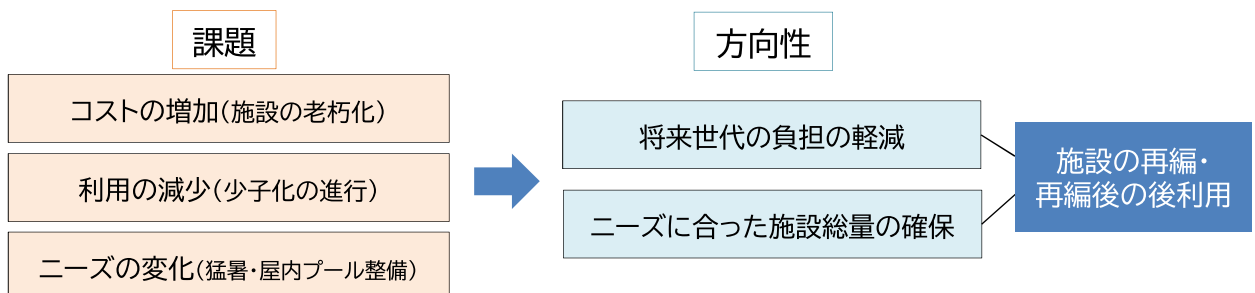 課題
コストの増加(施設の老朽化)
利用の減少(少子化の進行)
ニーズの変化(猛暑・屋内プール整備)
方向性
将来世代の負担の軽減
ニーズに合った施設総量の確保
施設の再編・
再編後の後利用